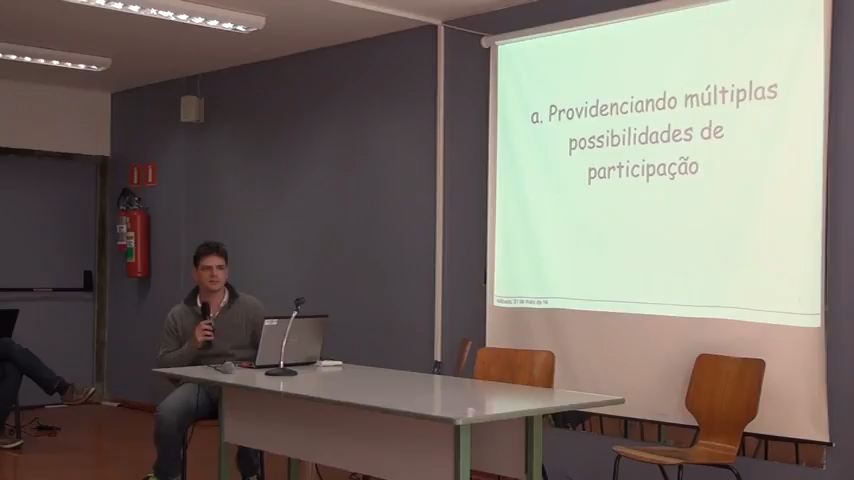 a. Providenciando múltiplas
possibilidades de
participação